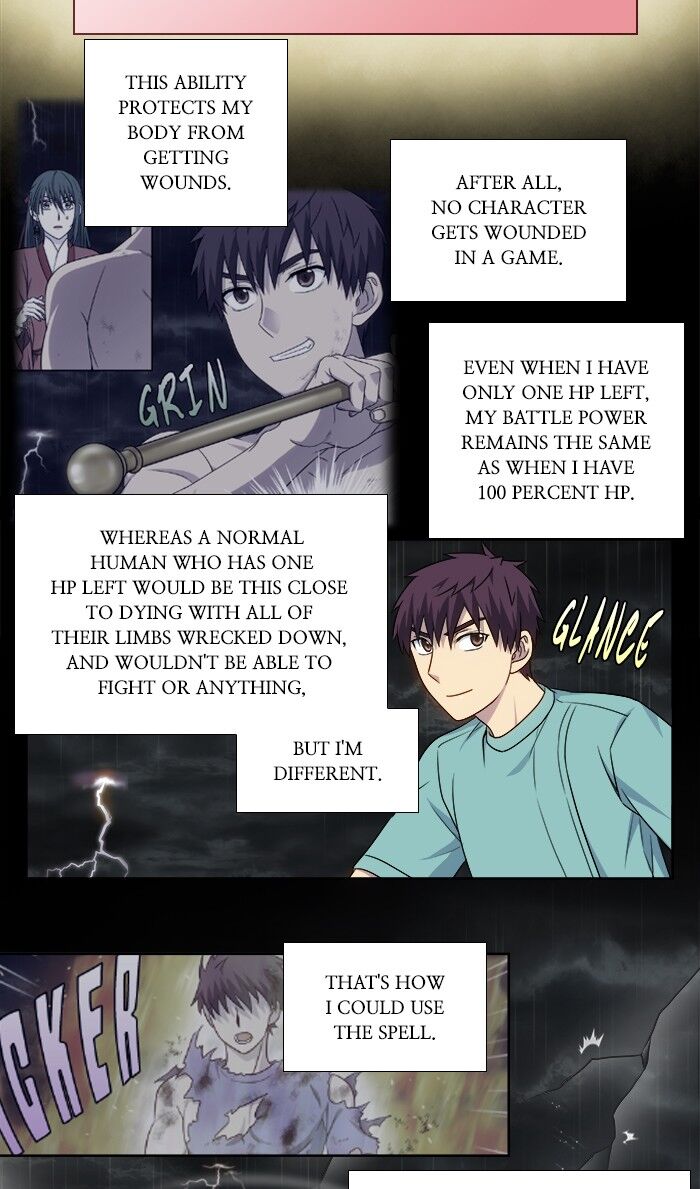 THIS ABILITY
PROTECTS MY
BODY FROM
GETTING
WOUNDS.
AFTER ALL,
NO CHARACTER
GETS WOUNDED
IN A GAME.
GRIN
EVEN WHEN I HAVE
ONLY ONE HP LEFT,
MY BATTLE POWER
REMAINS THE SAME
AS WHEN I HAVE
100 PERCENT HP.
WHEREAS A NORMAL
HUMAN WHO HAS ONE
HP LEFT WOULD BE THIS CLOSE
TO DYING WITH ALL OF
THEIR LIMBS WRECKED DOWN,
AND WOULDN'T BE ABLE TO
FIGHT OR ANYTHING,
GLANCE
BUT I'M
DIFFERENT.
THAT'S HOW
I COULD USE
THE SPELL.
ICKER